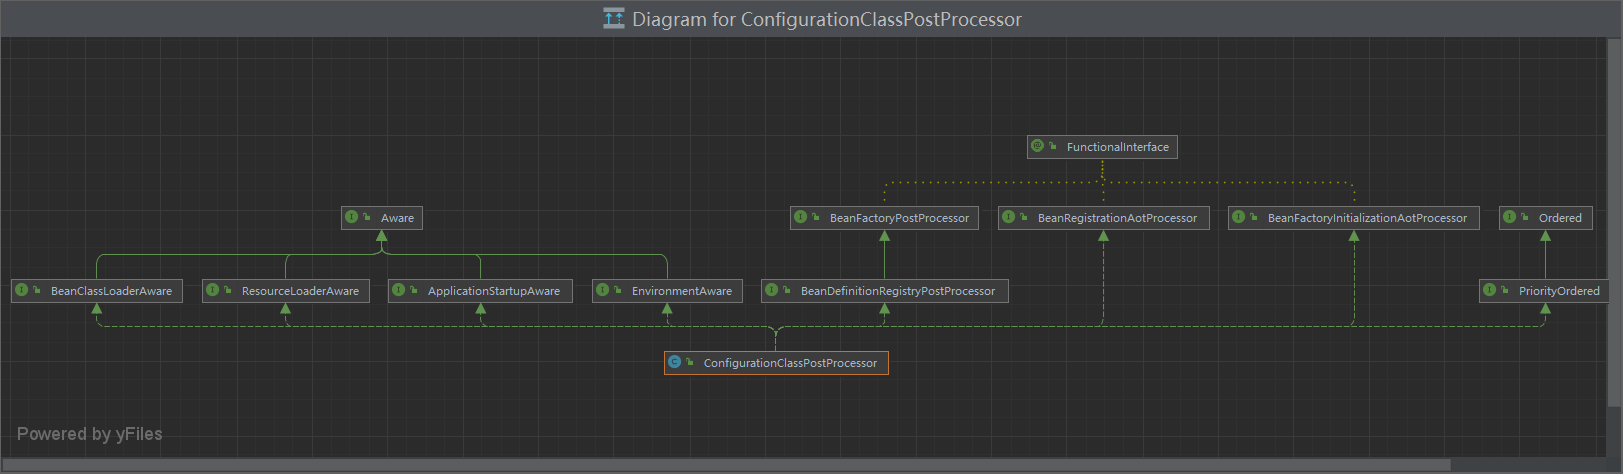 Diagram for ConfigurationClassPostProcessor
FunctionalInterface
Aware
BeanFactoryPostProcessor
BeanRegistrationAotProcessor
BeanFactoryInitializationAotProcessor
Ordered
BeanClassLoaderAware
ResourceLoaderAware
ApplicationStartupAware
EnvironmentAware
BeanDefinitionRegistryPostProcessor
PriorityOrdered
ConfigurationClassPostProcessor
Powered by yFiles